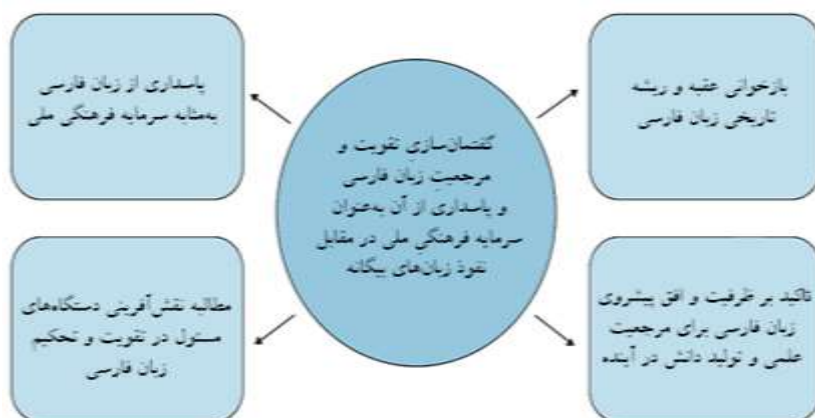 بازخوانی عقبه و ریشه
تاریخی زبان فارسی
پاسداری از زبان فارسی
به‌مثابه سرمایه فرهنگی ملی
گفتمان‌سازیِ تقویت و
مرجعیتِ زبان فارسی
و پاسداری از آن به‌عنوان
سرمایه فرهنگیِ ملی در مقابل
نفوذ زبان‌های بیگانه
تاکید بر ظرفیت و افق پیشروی
زبان فارسی برای مرجعیت
علمی و تولید دانش در آینده
مطالبه نقش‌آفرینی دستگاه‌های
مسئول در تقویت و تحکیم
زبان فارسی